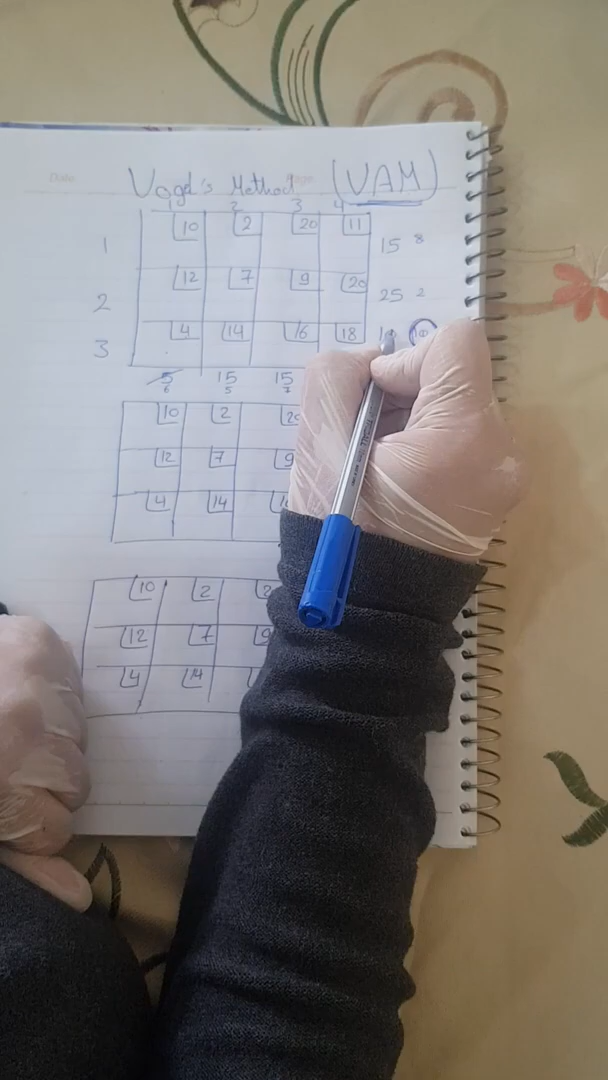 Date
Vogel's Method (VAM)
2 3 4
1 10 2 20 11 15 8
2 12 7 9 20 25 2
3 4 14 16 18
5 15 15
6 5 7
10 2
12 7 9
4 14
10 2 2
12 7 9
4 14